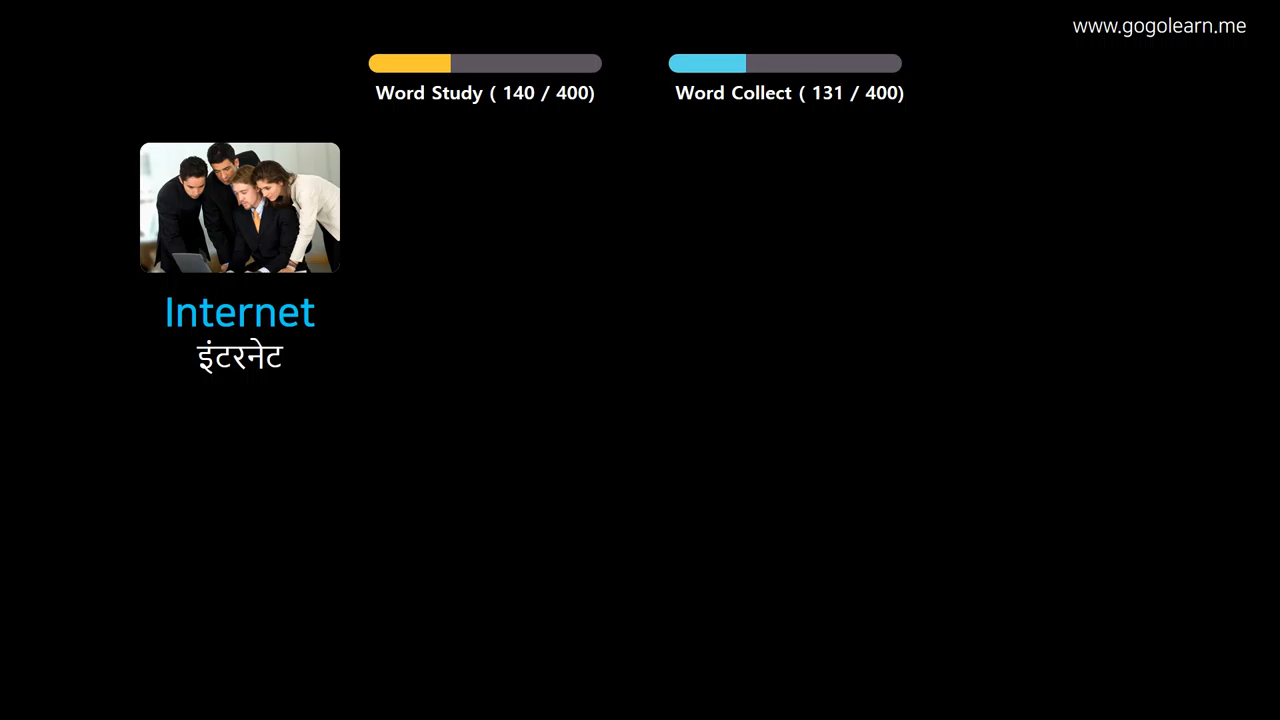 www.gogolearn.me
Word Study ( 140 / 400)
Word Collect ( 131 / 400)
Internet
इंटरनेट